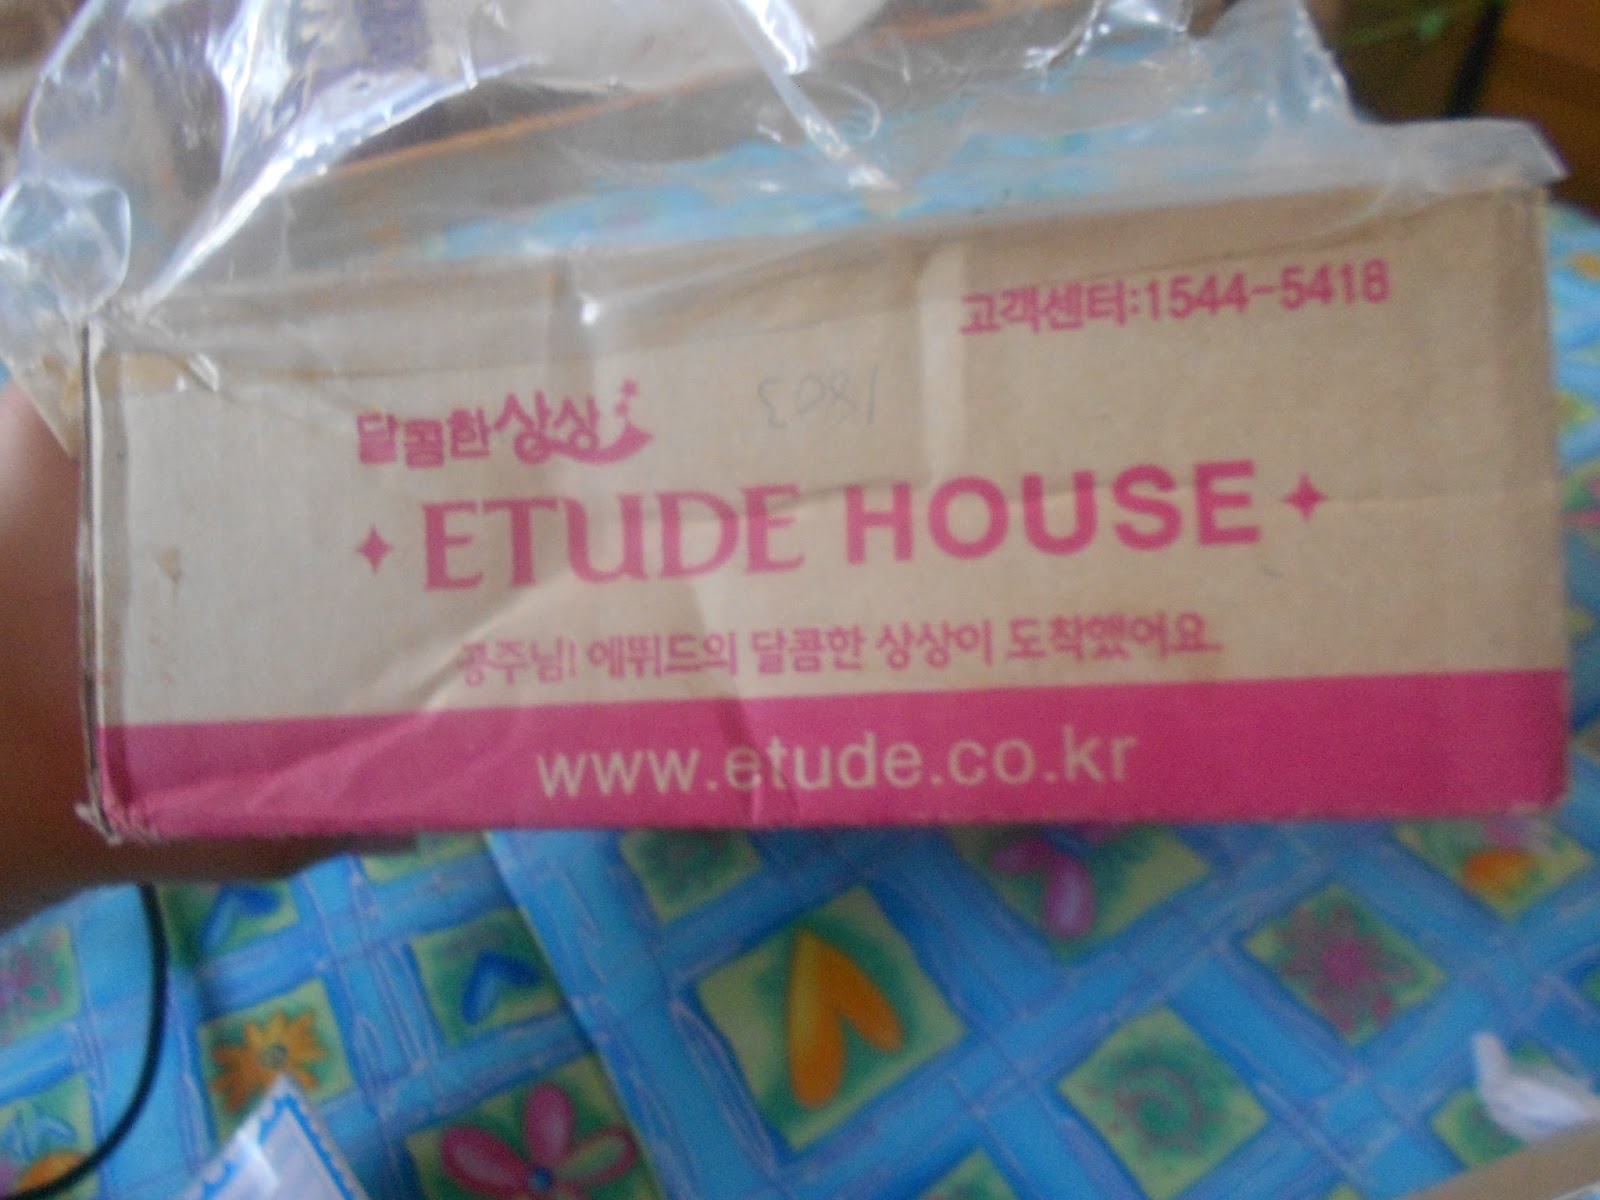 고객센터:1544-5418
달콤한상상
ETUDE HOUSE
공주님! 에뛰드의 달콤한 상상이 도착했어요.
www.etude.co.kr